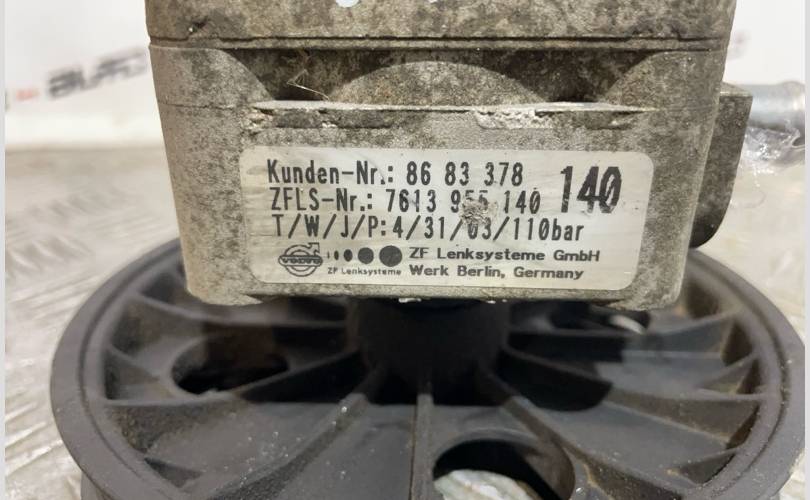 Kunden-Nr.: 86 83 378
ZFLS-Nr.: 7613 955 140 140
T/W/J/P: 4/31/03/110bar
VOLVO ZF Lenksysteme ZF Lenksysteme GmbH
Werk Berlin, Germany